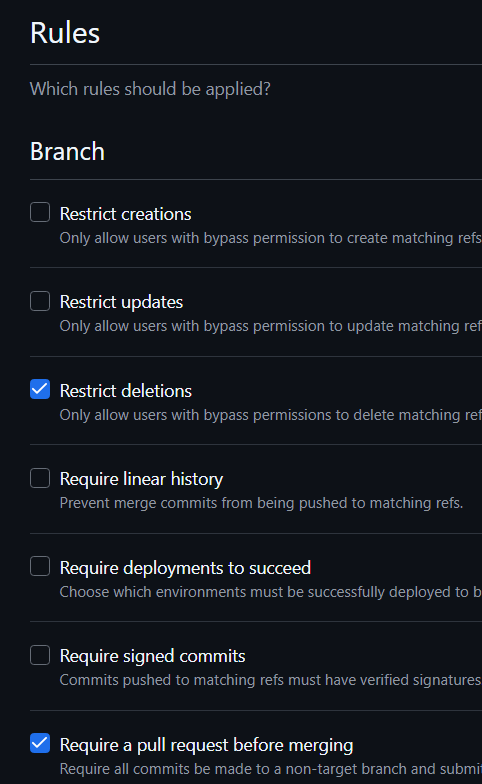 Rules
Which rules should be applied?
Branch
Restrict creations
Only allow users with bypass permission to create matching refs
Restrict updates
Only allow users with bypass permission to update matching ref
Restrict deletions
Only allow users with bypass permissions to delete matching ref
Require linear history
Prevent merge commits from being pushed to matching refs.
Require deployments to succeed
Choose which environments must be successfully deployed to b
Require signed commits
Commits pushed to matching refs must have verified signatures
Require a pull request before merging
Require all commits be made to a non-target branch and submi